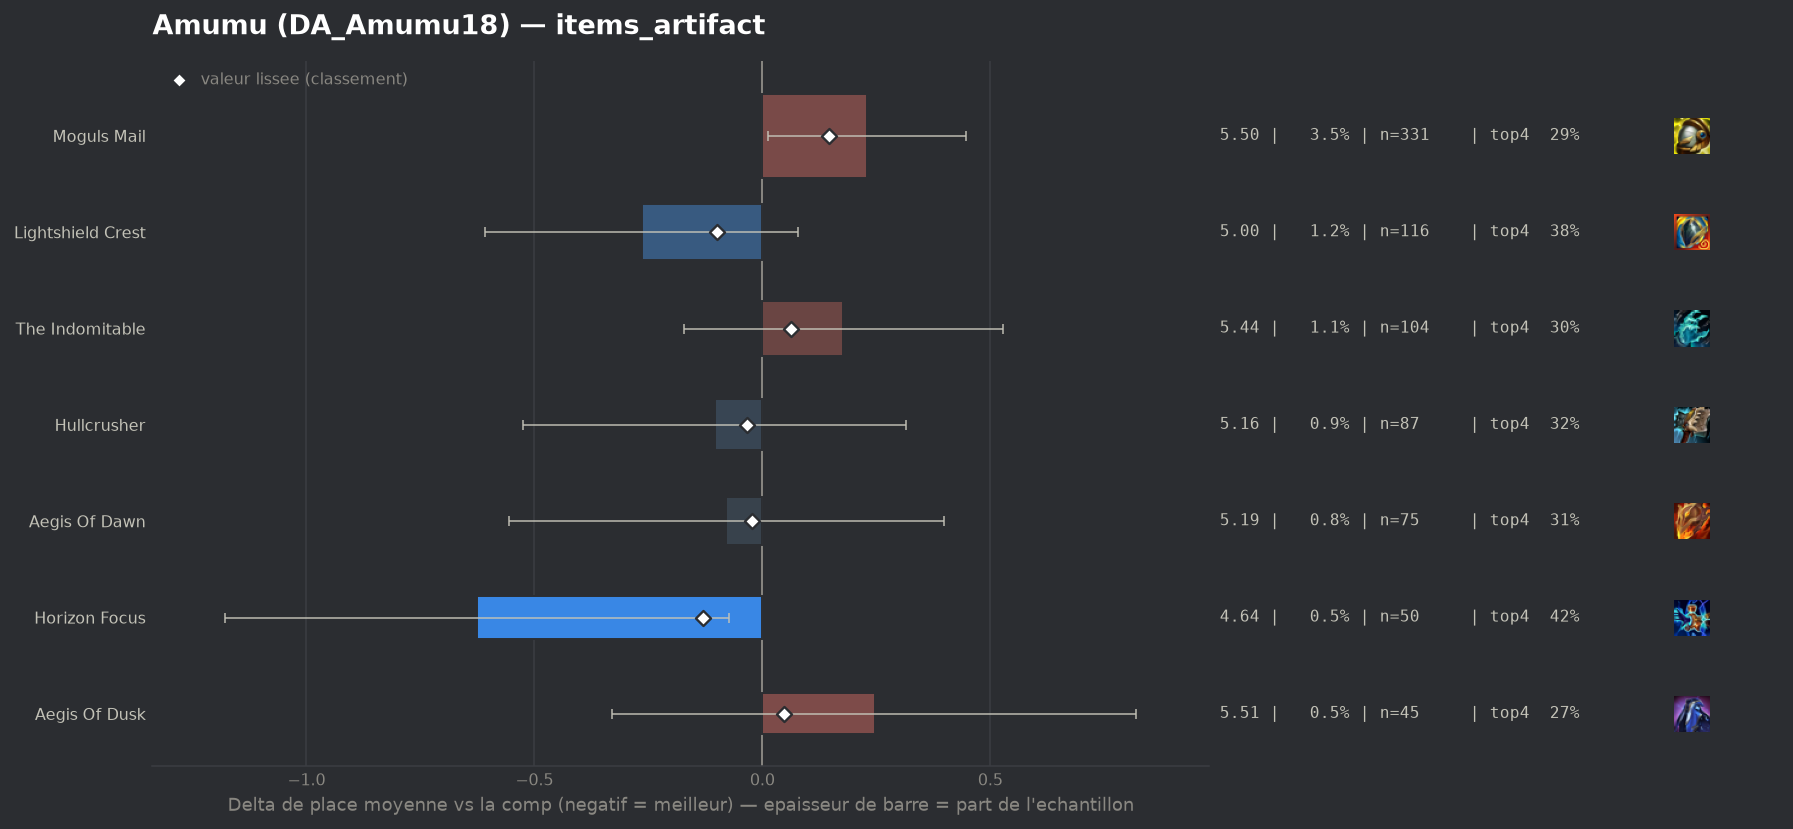 Amumu (DA_Amumu18) — items_artifact
valeur lissee (classement)
Moguls Mail 5.50 | 3.5% | n=331 | top4 29%
Lightshield Crest 5.00 | 1.2% | n=116 | top4 38%
The Indomitable 5.44 | 1.1% | n=104 | top4 30%
Hullcrusher 5.16 | 0.9% | n=87 | top4 32%
Aegis Of Dawn 5.19 | 0.8% | n=75 | top4 31%
Horizon Focus 4.64 | 0.5% | n=50 | top4 42%
Aegis Of Dusk 5.51 | 0.5% | n=45 | top4 27%
−1.0 −0.5 0.0 0.5
Delta de place moyenne vs la comp (negatif = meilleur) — epaisseur de barre = part de l'echantillon